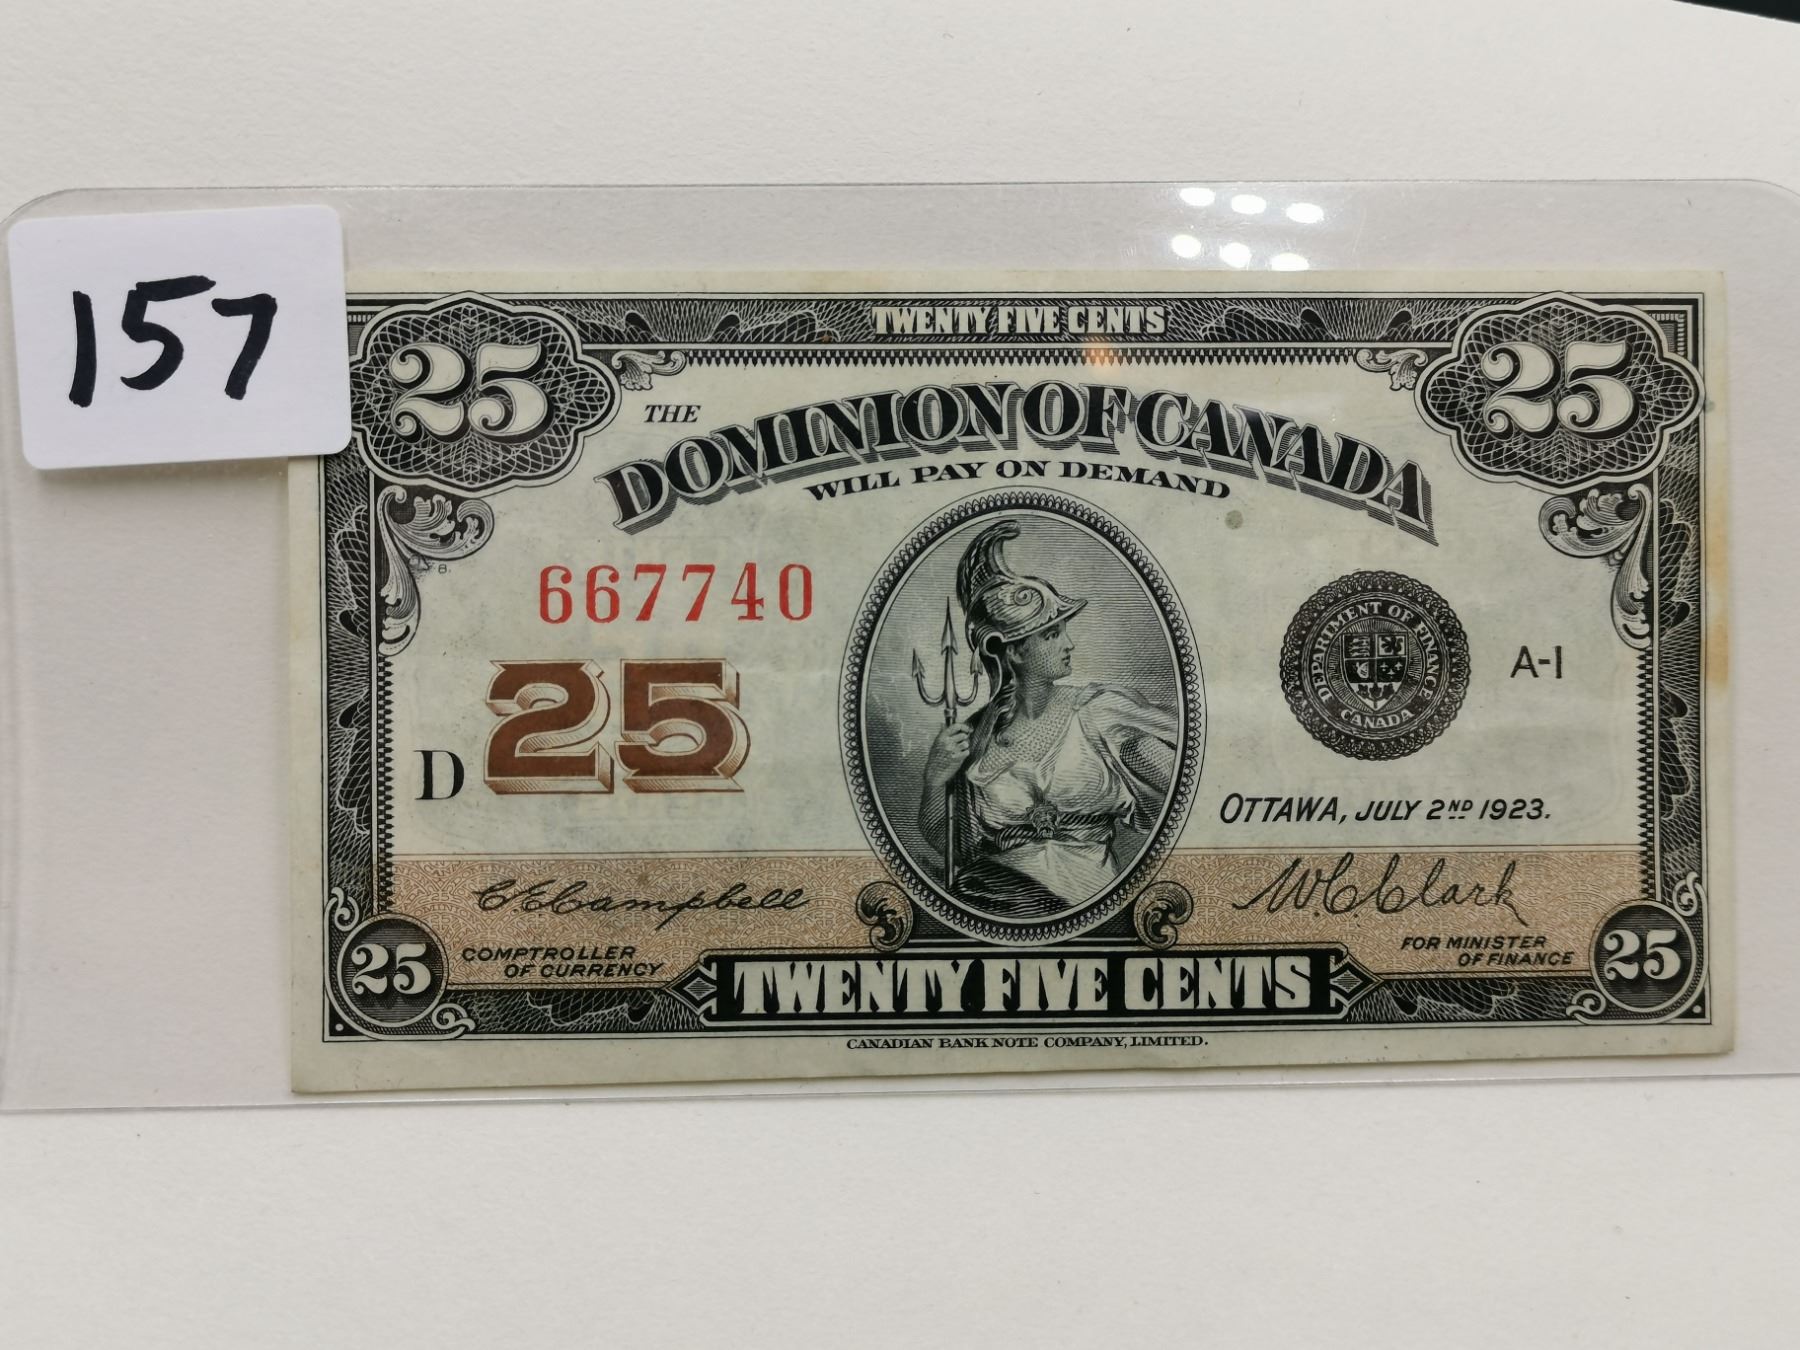 157
TWENTY FIVE CENTS
25 25
THE
DOMINION OF CANADA
WILL PAY ON DEMAND
B.
667740
DEPARTMENT OF FINANCE
CANADA
A-1
25
D
OTTAWA, JULY 2ND 1923.
C.E. Campbell
W.C. Clark
COMPTROLLER
OF CURRENCY
FOR MINISTER
OF FINANCE
25 TWENTY FIVE CENTS 25
CANADIAN BANK NOTE COMPANY, LIMITED.